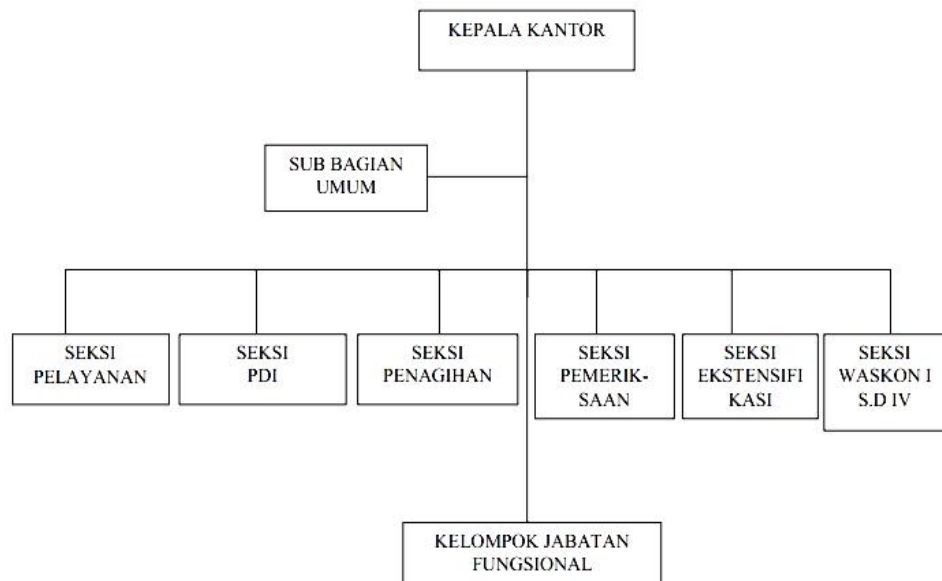 KEPALA KANTOR
SUB BAGIAN
UMUM
SEKSI
PELAYANAN
SEKSI
PDI
SEKSI
PENAGIHAN
SEKSI
PEMERIK-
SAAN
SEKSI
EKSTENSIFI
KASI
SEKSI
WASKON I
S.D IV
KELOMPOK JABATAN
FUNGSIONAL